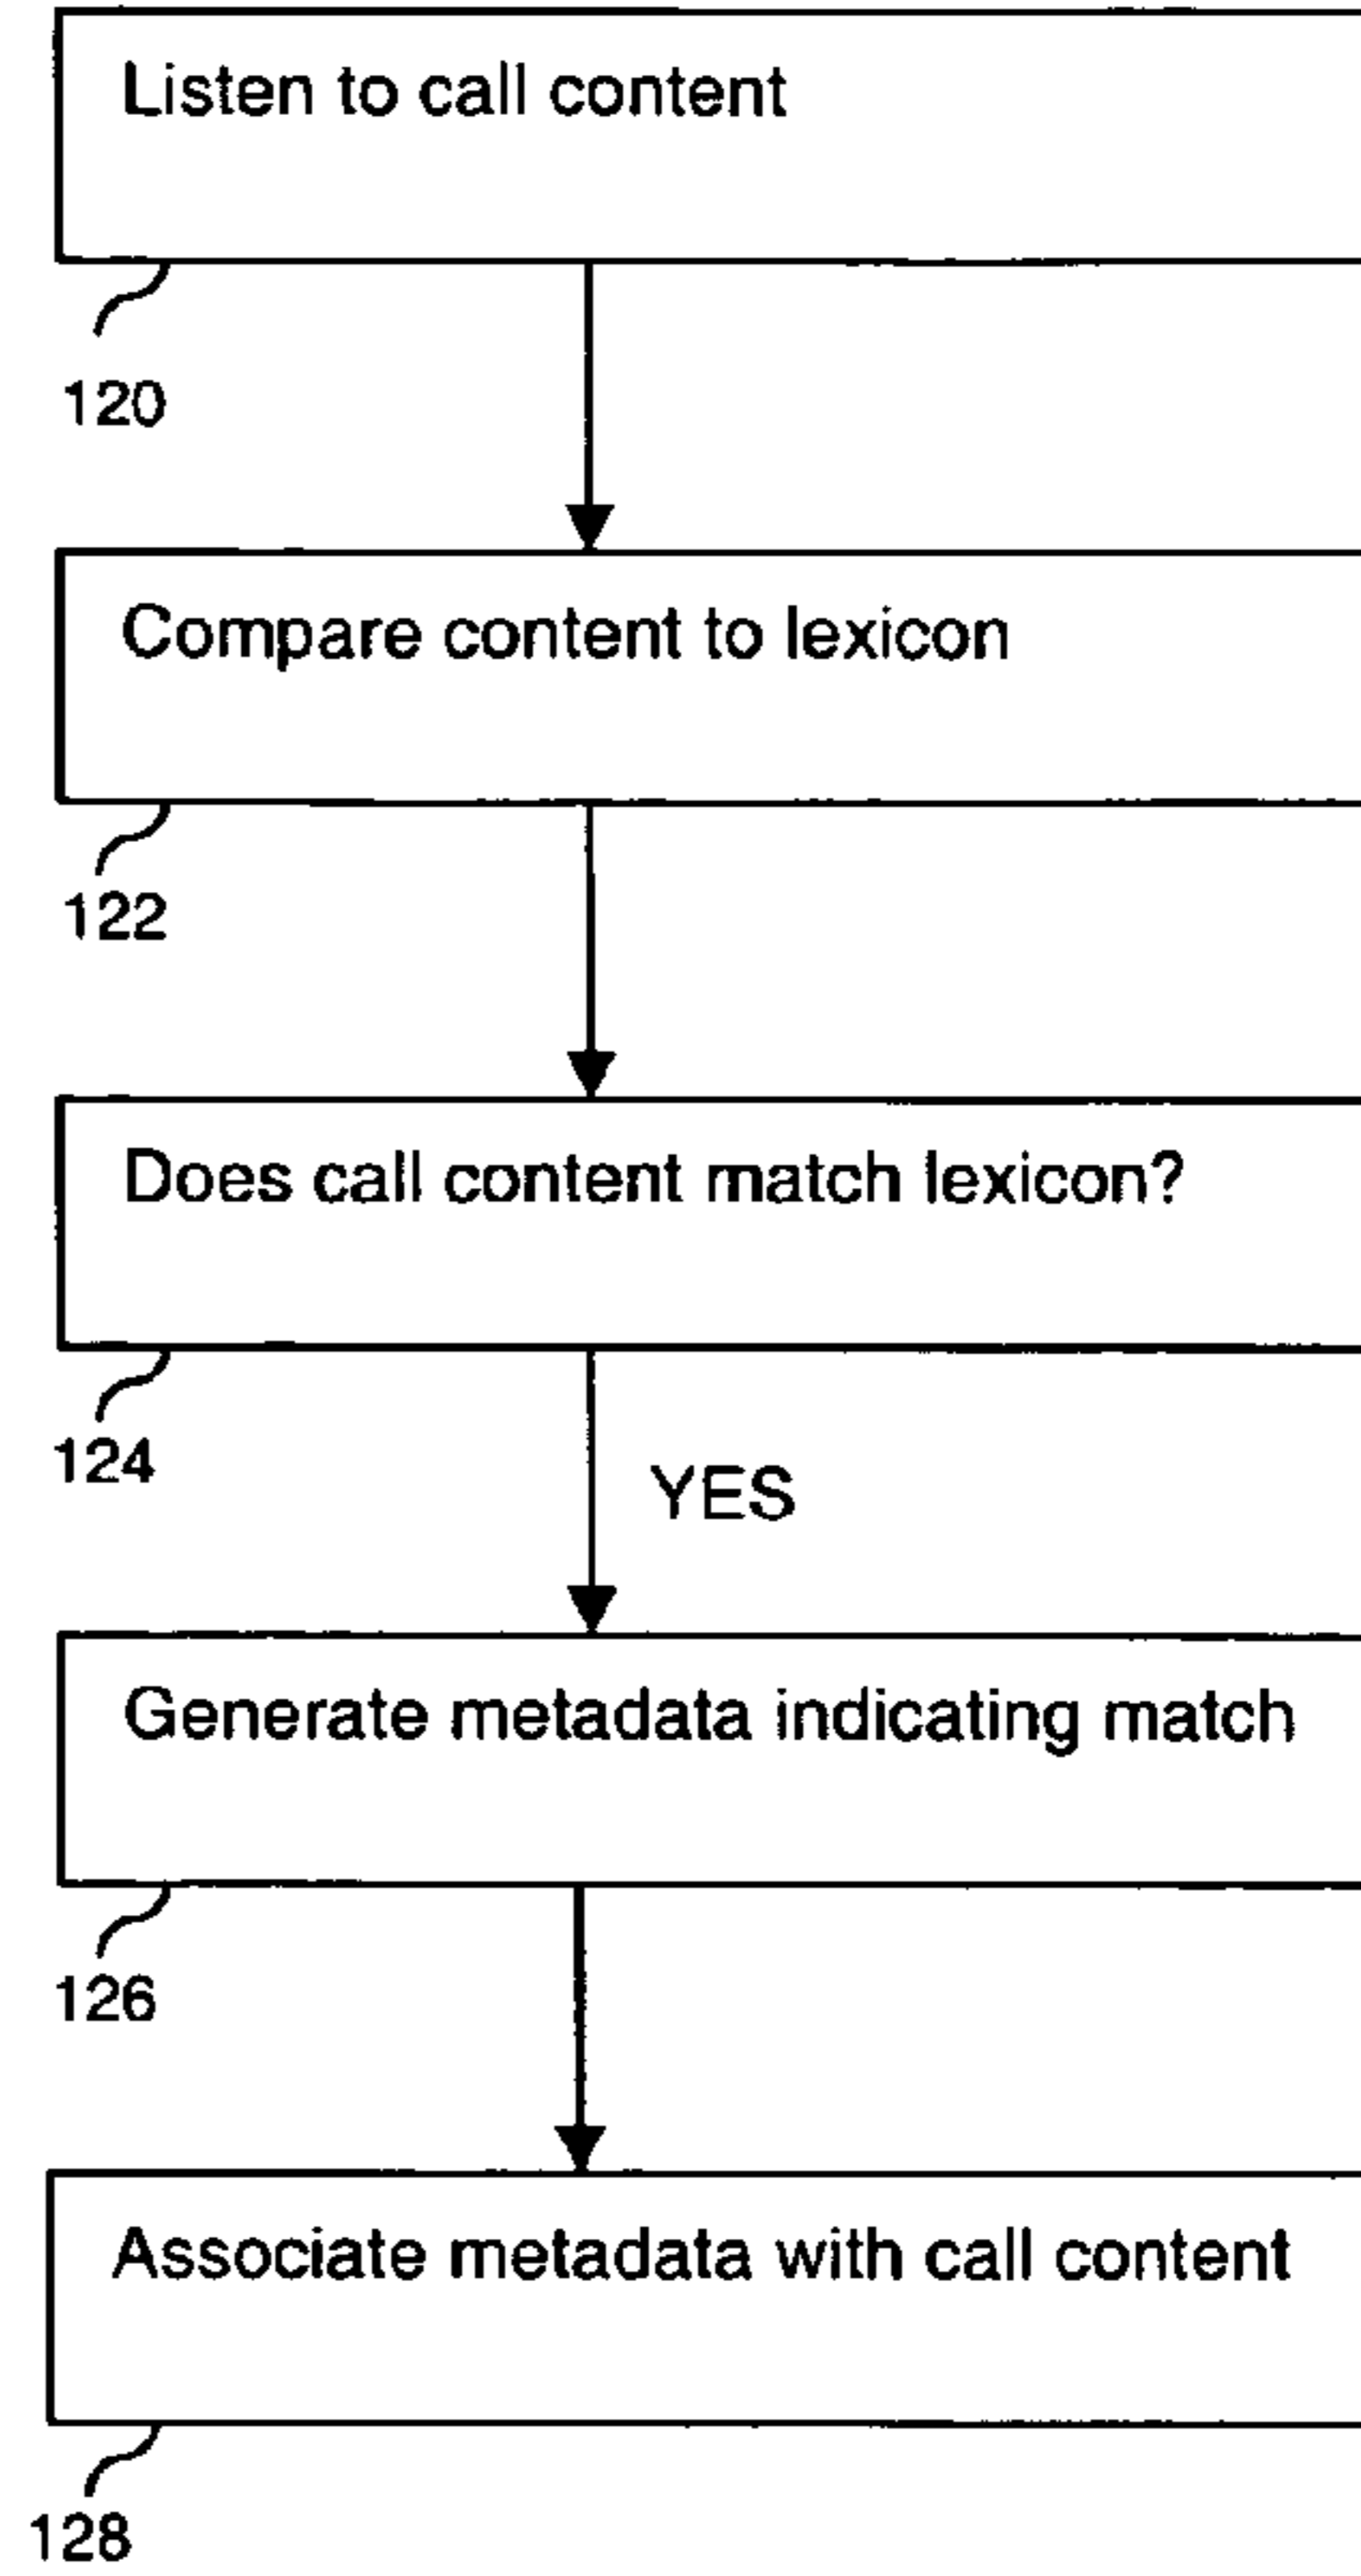 Listen to call content
120
Compare content to lexicon
122
Does call content match lexicon?
124
YES
Generate metadata indicating match
126
Associate metadata with call content
128